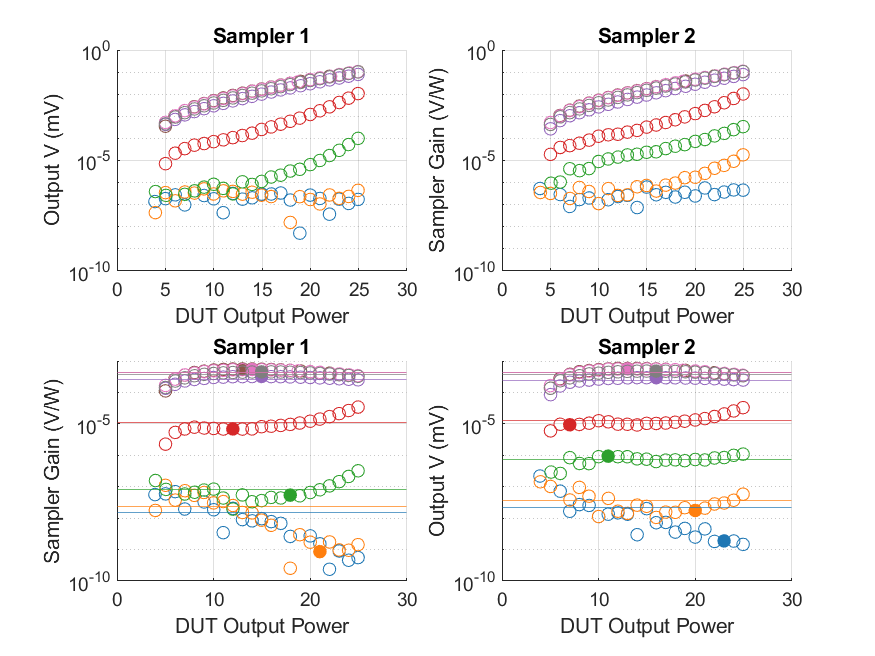 Sampler 1
Output V (mV)
10^0
10^-5
10^-10
0 5 10 15 20 25 30
DUT Output Power
Sampler 2
Sampler Gain (V/W)
10^0
10^-5
10^-10
0 5 10 15 20 25 30
DUT Output Power
Sampler 1
Sampler Gain (V/W)
10^-5
10^-10
0 10 20 30
DUT Output Power
Sampler 2
Output V (mV)
10^-5
10^-10
0 10 20 30
DUT Output Power